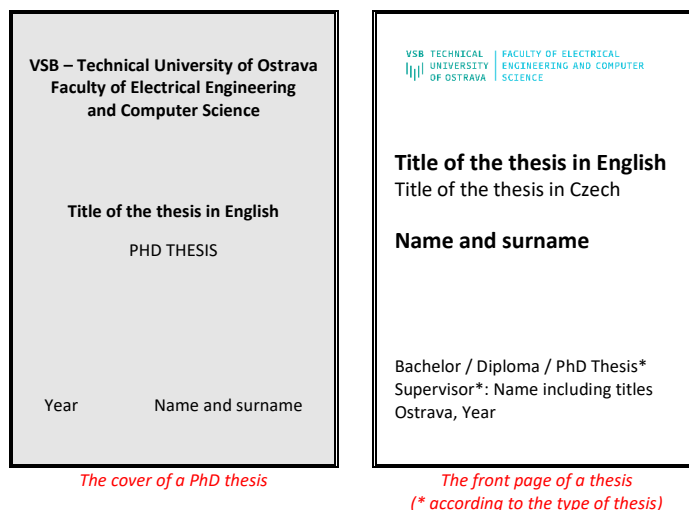 VSB – Technical University of Ostrava
Faculty of Electrical Engineering
and Computer Science
Title of the thesis in English
PHD THESIS
Year Name and surname
The cover of a PhD thesis
VSB TECHNICAL
UNIVERSITY
OF OSTRAVA
FACULTY OF ELECTRICAL
ENGINEERING AND COMPUTER
SCIENCE
Title of the thesis in English
Title of the thesis in Czech
Name and surname
Bachelor / Diploma / PhD Thesis*
Supervisor*: Name including titles
Ostrava, Year
The front page of a thesis
(* according to the type of thesis)